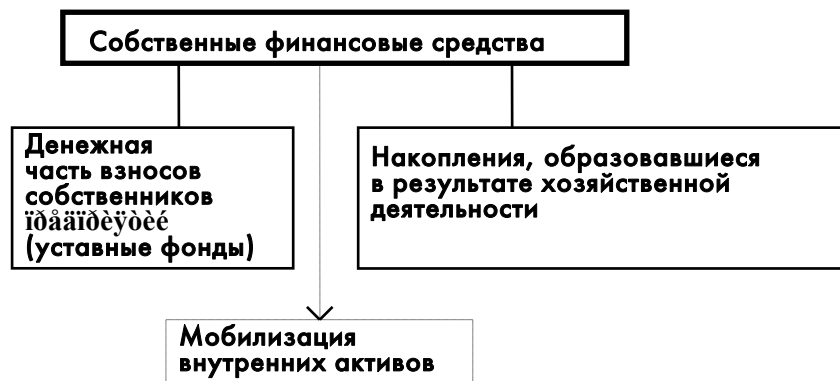 Собственные финансовые средства
Денежная
часть взносов
собственников
ïðåäïðèÿòèé
(уставные фонды)
Накопления, образовавшиеся
в результате хозяйственной
деятельности
Мобилизация
внутренних активов